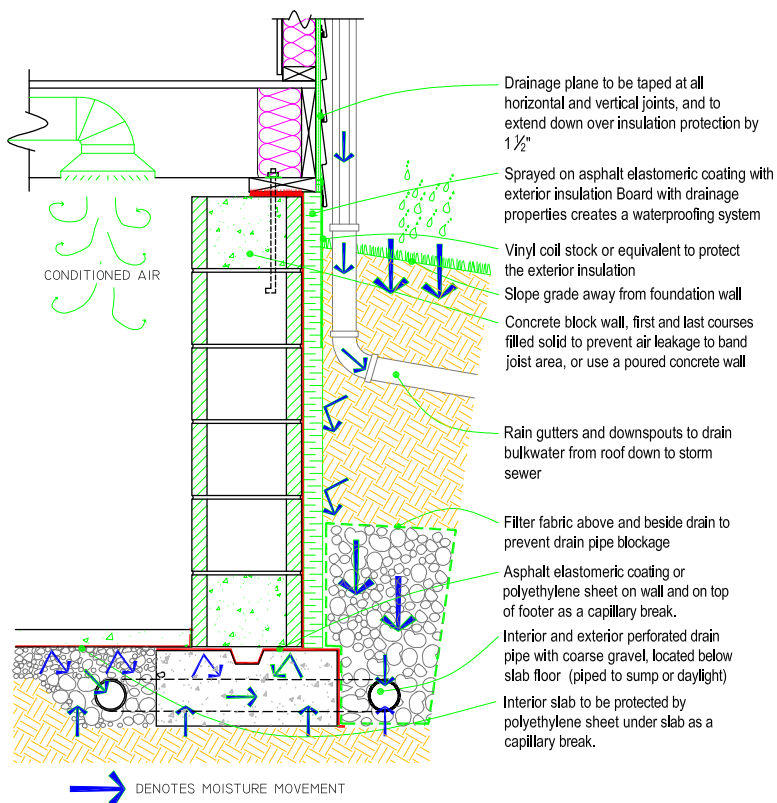 Drainage plane to be taped at all
horizontal and vertical joints, and to
extend down over insulation protection by
1 ½"
Sprayed on asphalt elastomeric coating with
exterior insulation Board with drainage
properties creates a waterproofing system
Vinyl coil stock or equivalent to protect
the exterior insulation
Slope grade away from foundation wall
Concrete block wall, first and last courses
filled solid to prevent air leakage to band
joist area, or use a poured concrete wall
CONDITIONED AIR
Rain gutters and downspouts to drain
bulkwater from roof down to storm
sewer
Filter fabric above and beside drain to
prevent drain pipe blockage
Asphalt elastomeric coating or
polyethylene sheet on wall and on top
of footer as a capillary break.
Interior and exterior perforated drain
pipe with coarse gravel, located below
slab floor (piped to sump or daylight)
Interior slab to be protected by
polyethylene sheet under slab as a
capillary break.
DENOTES MOISTURE MOVEMENT